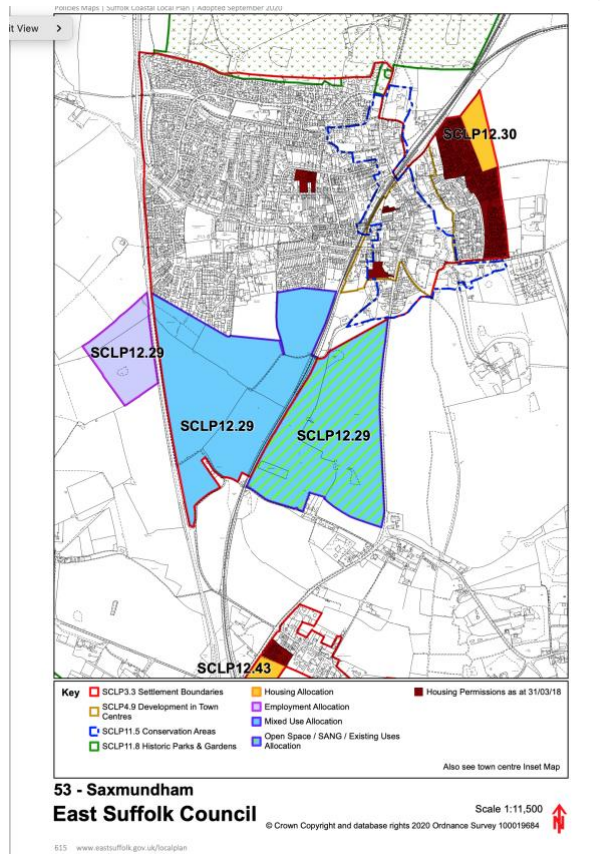 Policies Maps | Suffolk Coastal Local Plan | Adopted September 2020
it View >
SCLP12.30
SCLP12.29
SCLP12.29
SCLP12.29
SCLP12.43
Key
SCLP3.3 Settlement Boundaries
SCLP4.9 Development in Town
Centres
SCLP11.5 Conservation Areas
SCLP11.8 Historic Parks & Gardens
Housing Allocation
Employment Allocation
Mixed Use Allocation
Open Space / SANG / Existing Uses
Allocation
Housing Permissions as at 31/03/18
Also see town centre Inset Map
53 - Saxmundham
East Suffolk Council
Scale 1:11,500
N
© Crown Copyright and database rights 2020 Ordnance Survey 100019684
615 www.eastsuffolk.gov.uk/localplan